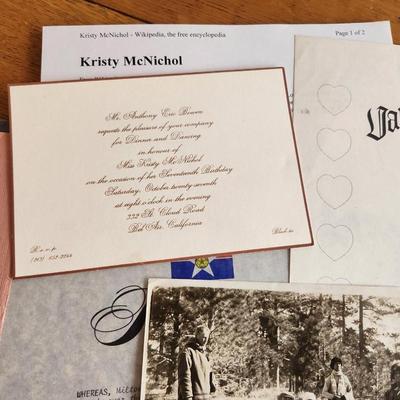 Kristy McNichol - Wikipedia, the free encyclopedia
Page 1 of 2
Kristy McNichol
Mr. Anthony Eric Bowen
requests the pleasure of your company
for Dinner and Dancing
in honour of
Miss Kristy McNichol
on the occasion of her Seventeenth Birthday
Saturday, October twenty-seventh
at eight o'clock in the evening
332 St. Cloud Road
Bel Air, California
R.s.v.p.
Black tie
WHEREAS,